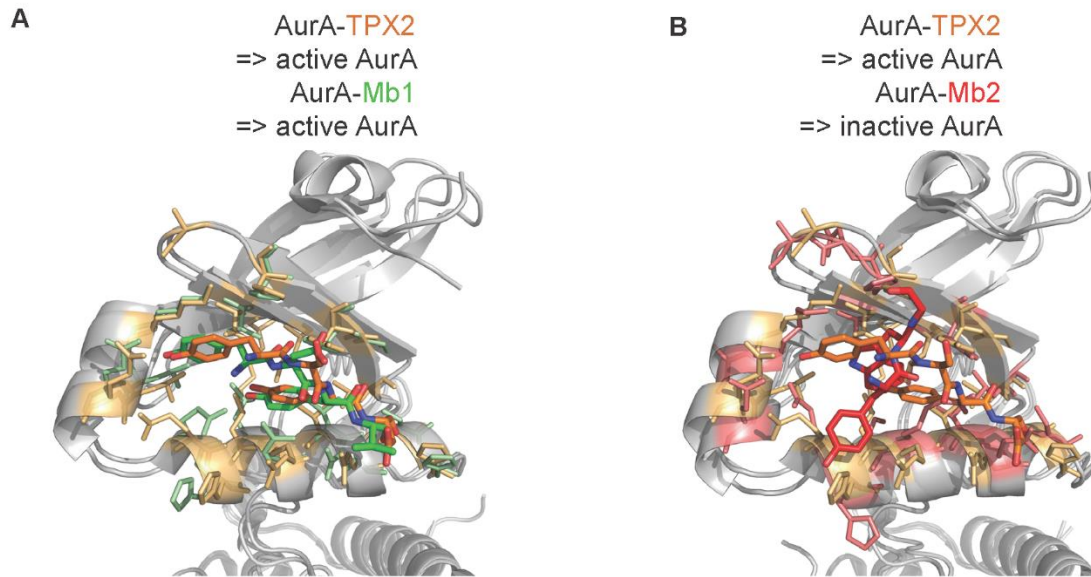 A
AurA-TPX2
=> active AurA
AurA-Mb1
=> active AurA
B
AurA-TPX2
=> active AurA
AurA-Mb2
=> inactive AurA